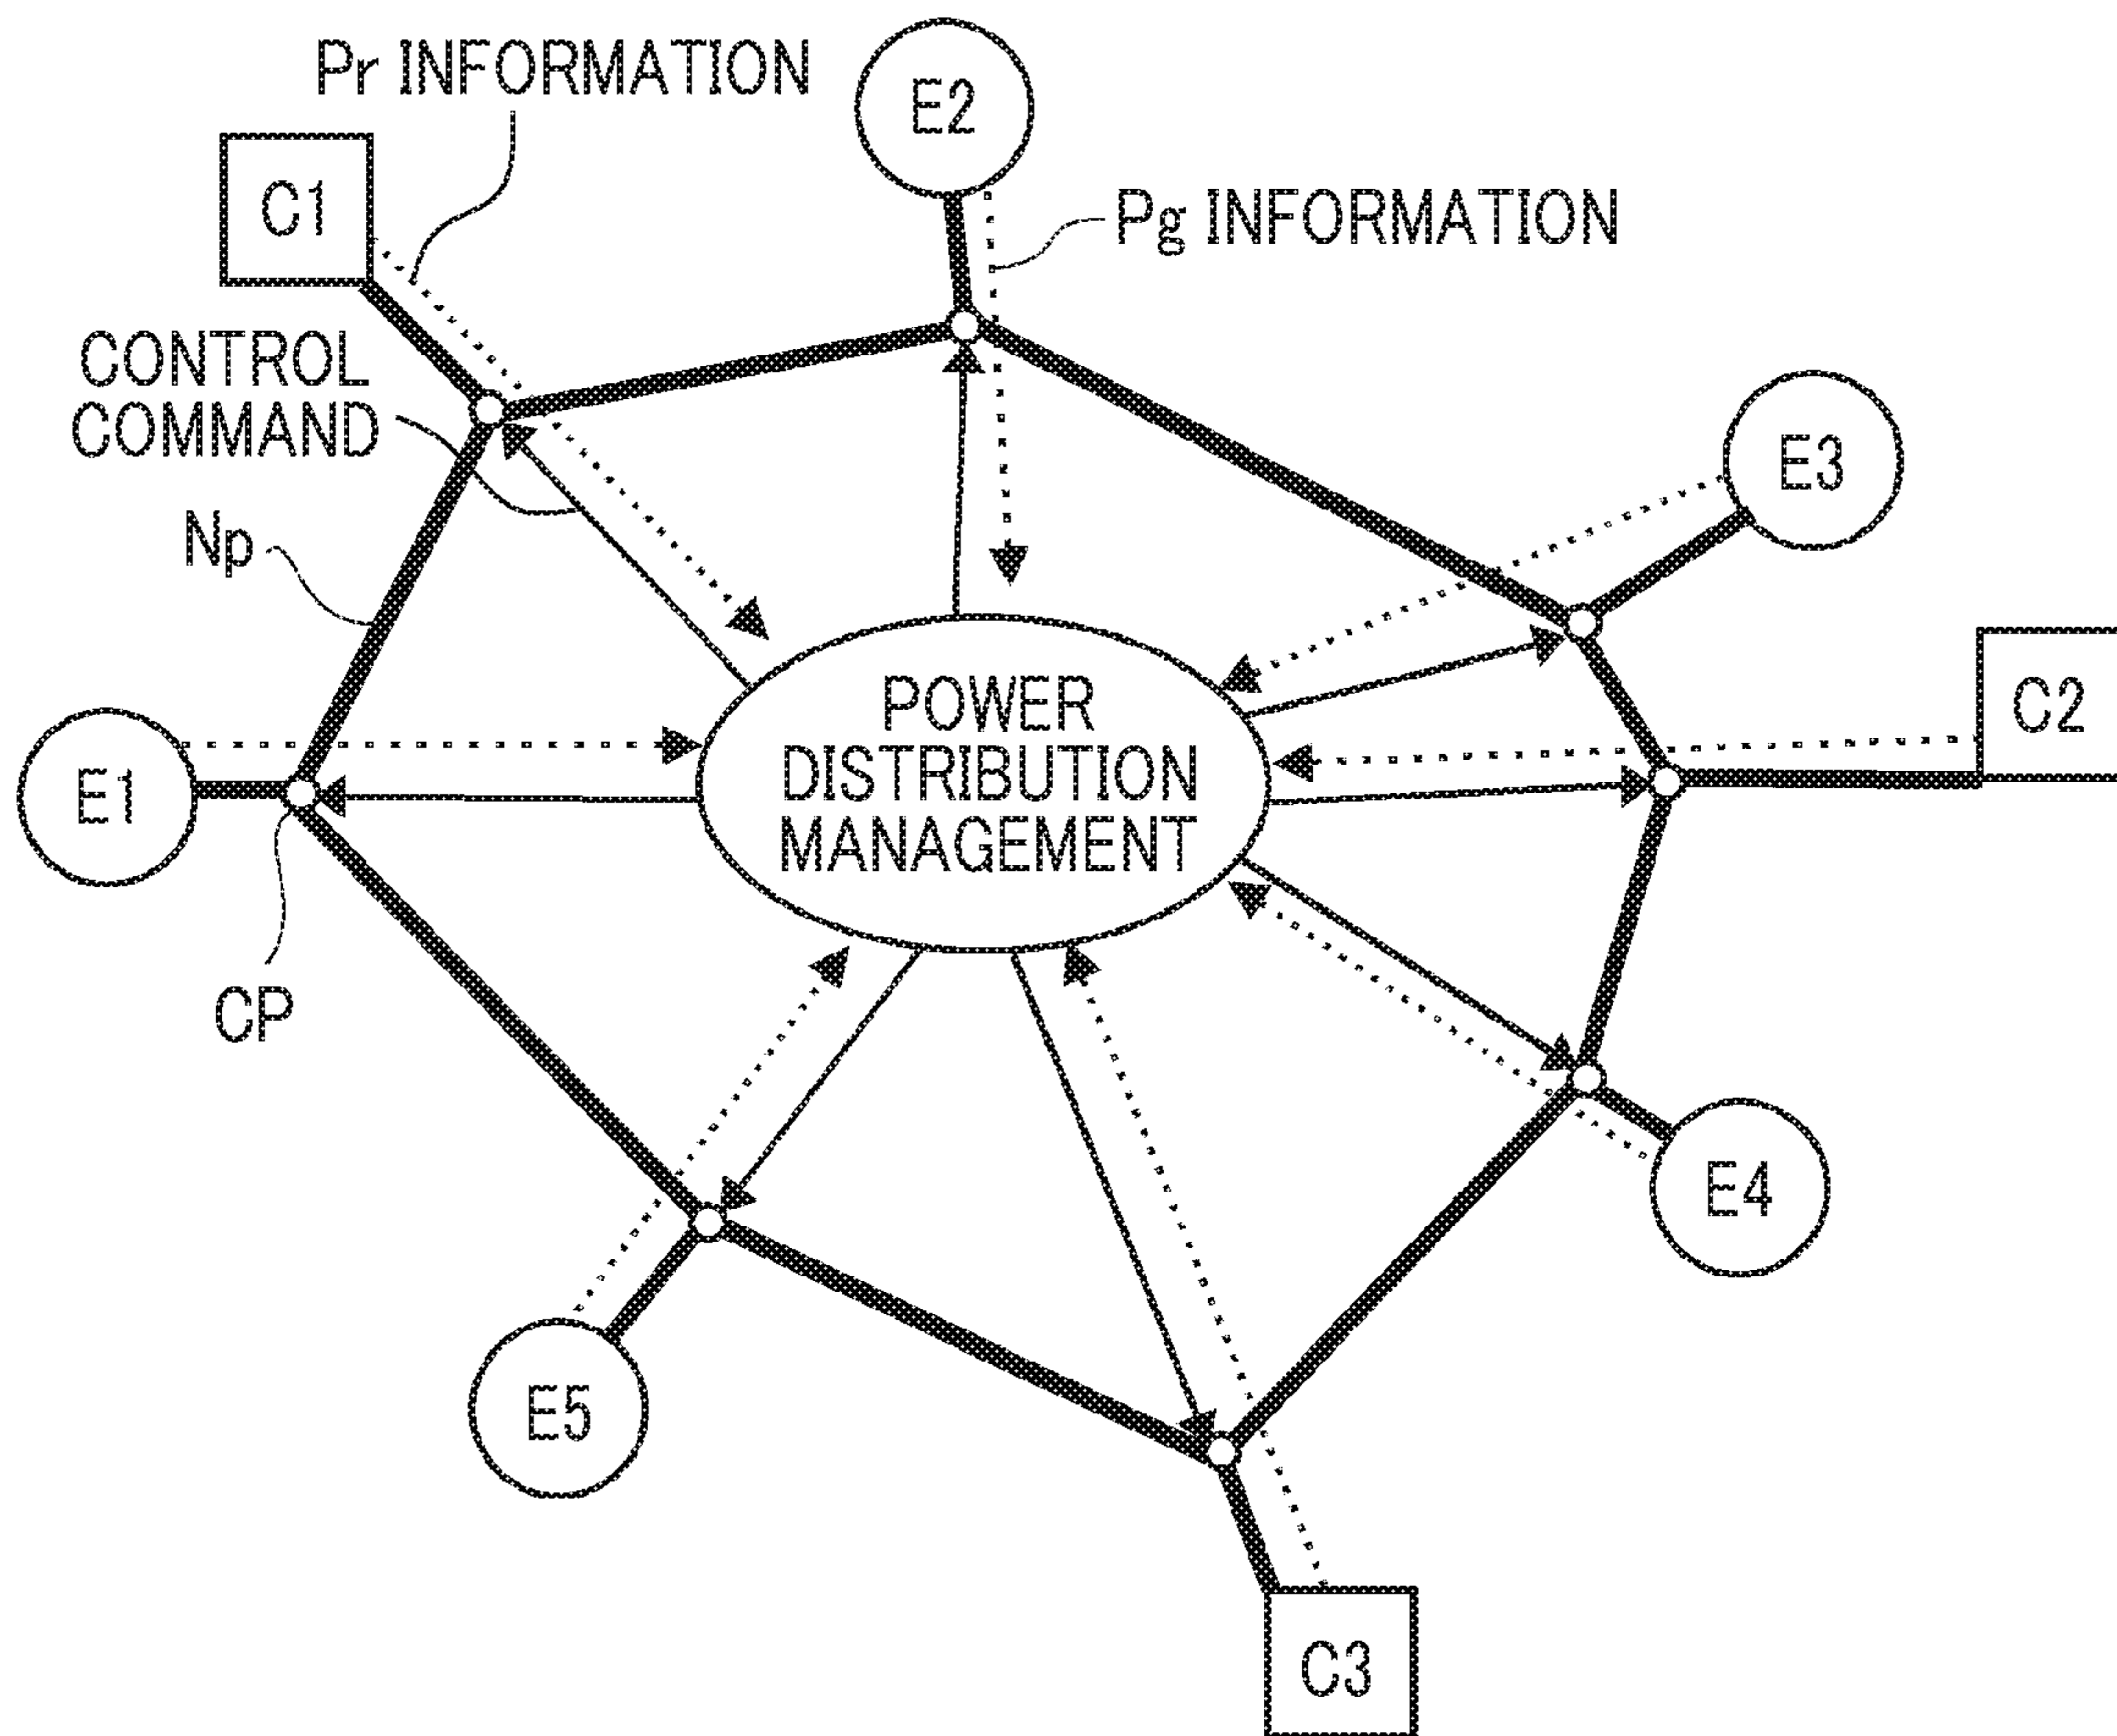 Pr INFORMATION
E2
C1
Pg INFORMATION
CONTROL
COMMAND
E3
Np
POWER
DISTRIBUTION
MANAGEMENT
C2
E1
CP
E4
E5
C3